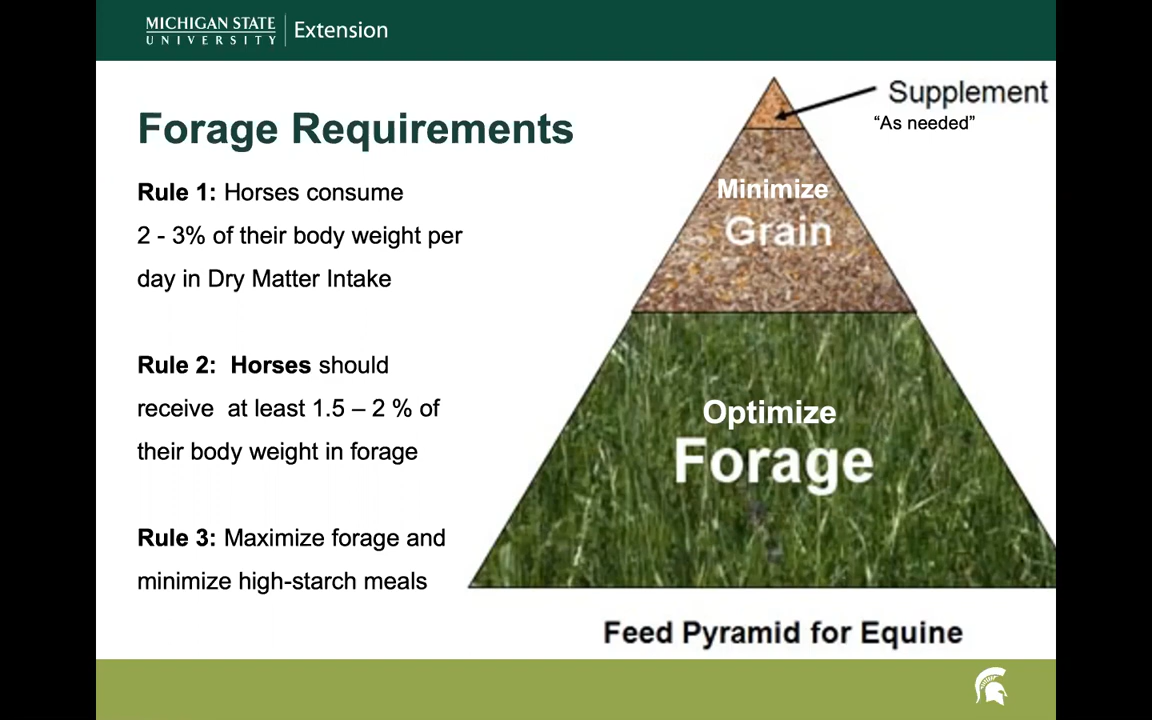 MICHIGAN STATE
UNIVERSITY
Extension
Forage Requirements
Rule 1: Horses consume
2 - 3% of their body weight per
day in Dry Matter Intake
Rule 2:  Horses should
receive  at least 1.5 – 2 % of
their body weight in forage
Rule 3: Maximize forage and
minimize high-starch meals
Supplement
“As needed”
Minimize
Grain
Optimize
Forage
Feed Pyramid for Equine